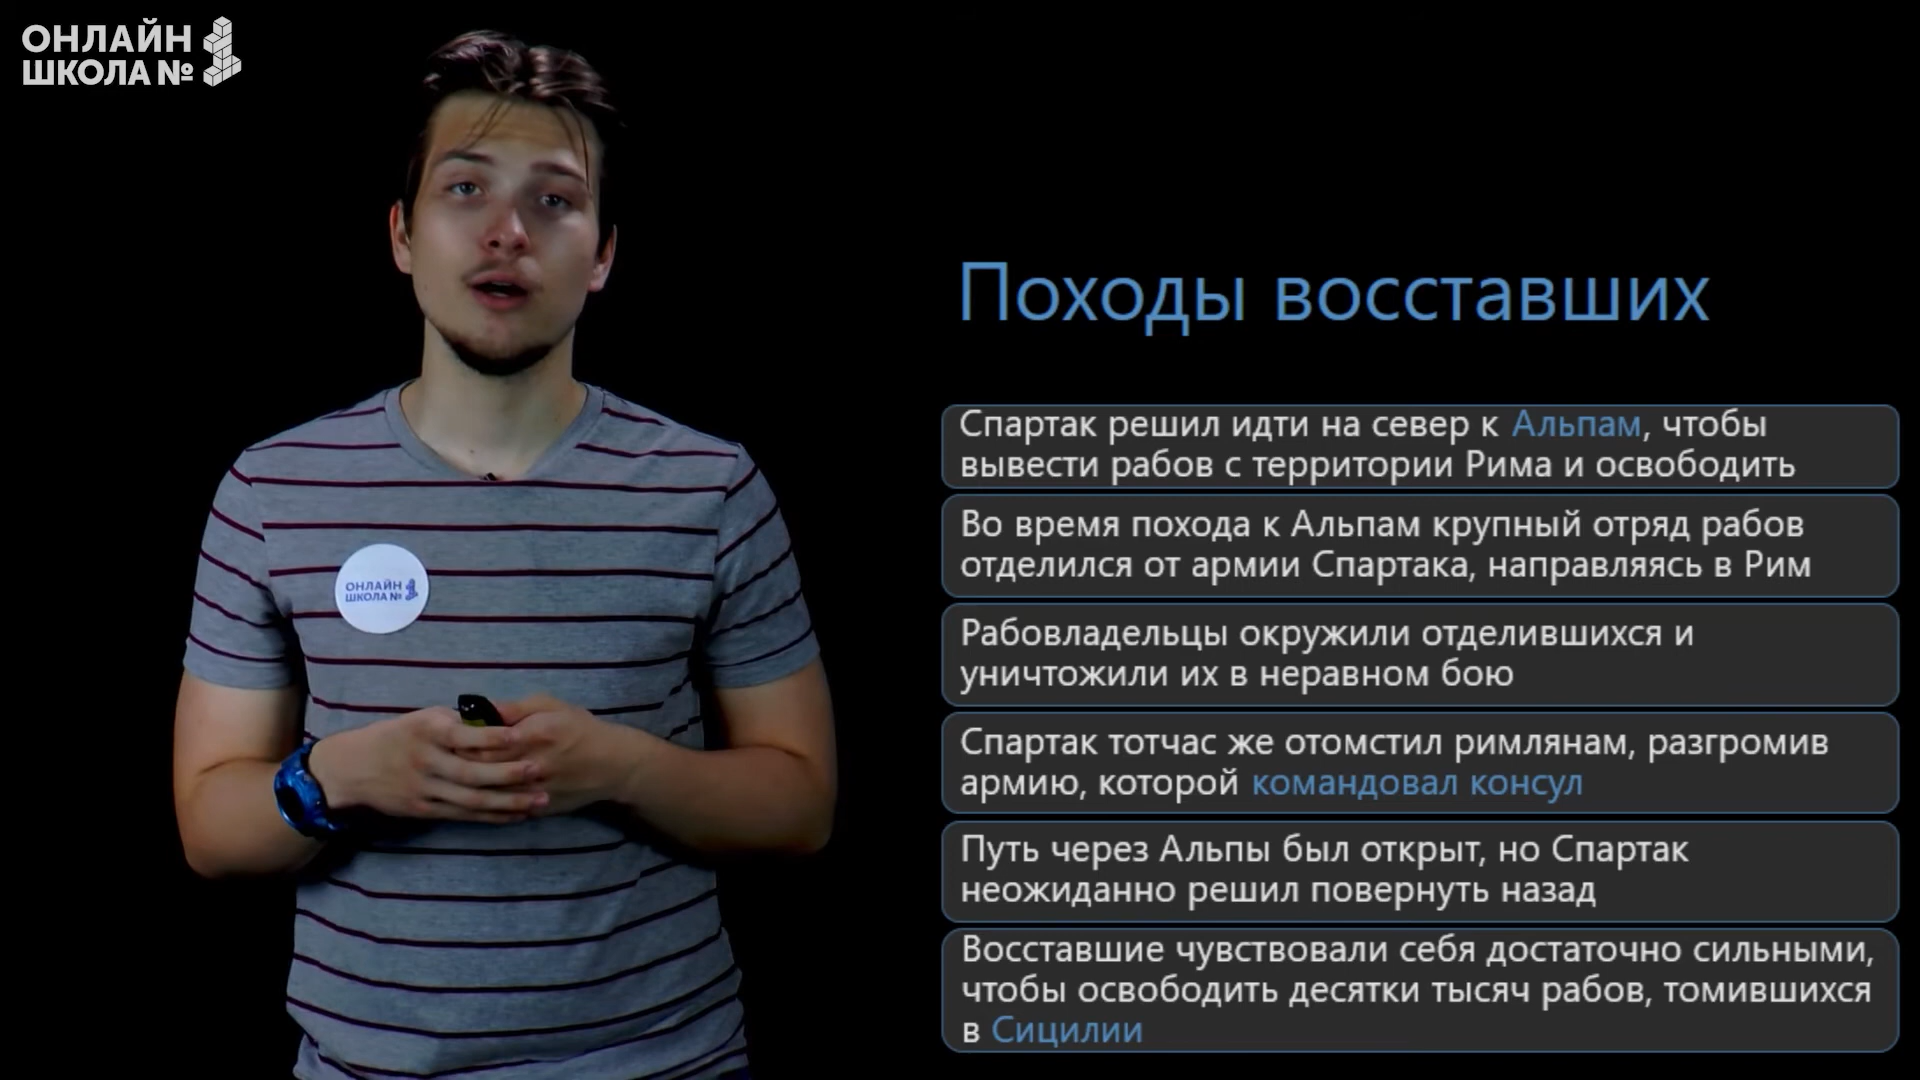 ОНЛАЙН
ШКОЛА №
Походы восставших
Спартак решил идти на север к Альпам, чтобы
вывести рабов с территории Рима и освободить
Во время похода к Альпам крупный отряд рабов
отделился от армии Спартака, направляясь в Рим
Рабовладельцы окружили отделившихся и
уничтожили их в неравном бою
Спартак тотчас же отомстил римлянам, разгромив
армию, которой командовал консул
Путь через Альпы был открыт, но Спартак
неожиданно решил повернуть назад
Восставшие чувствовали себя достаточно сильными,
чтобы освободить десятки тысяч рабов, томившихся
в Сицилии
ОНЛАЙН
ШКОЛА №